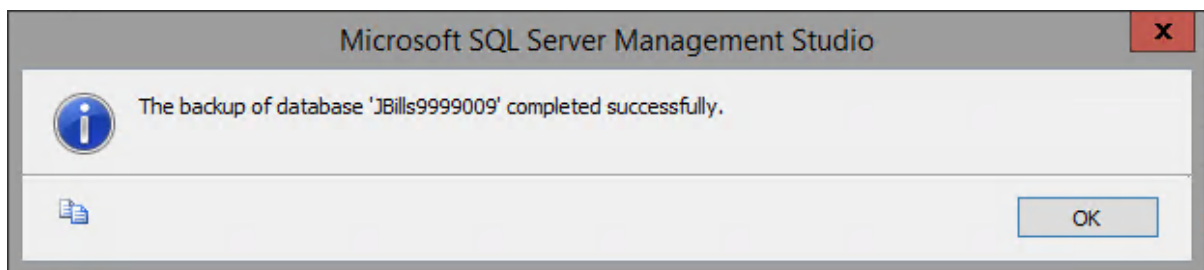 Microsoft SQL Server Management Studio
x
The backup of database 'JBills9999009' completed successfully.
OK